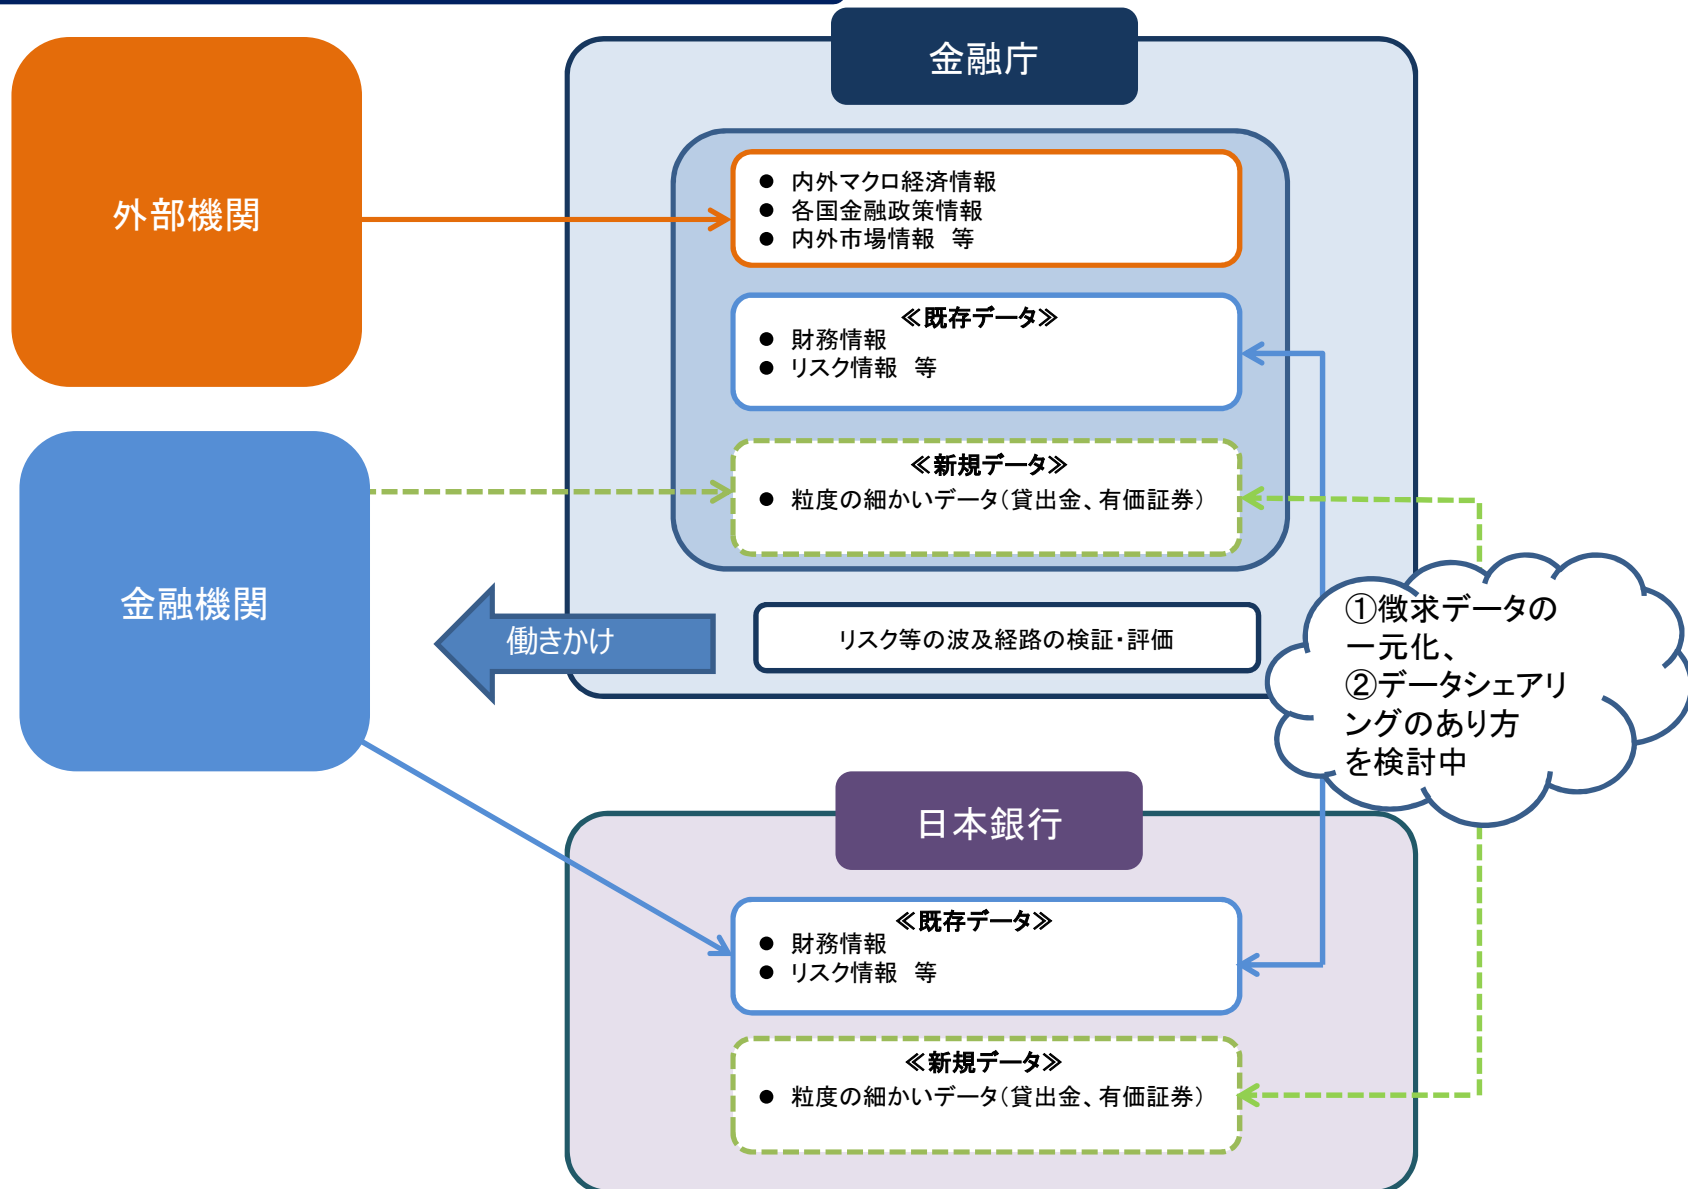 金融庁
外部機関
● 内外マクロ経済情報
● 各国金融政策情報
● 内外市場情報　等
≪既存データ≫
● 財務情報
● リスク情報　等
≪新規データ≫
● 粒度の細かいデータ（貸出金、有価証券）
金融機関
働きかけ
リスク等の波及経路の検証・評価
①徴求データの
一元化、
②データシェアリ
ングのあり方
を検討中
日本銀行
≪既存データ≫
● 財務情報
● リスク情報　等
≪新規データ≫
● 粒度の細かいデータ（貸出金、有価証券）